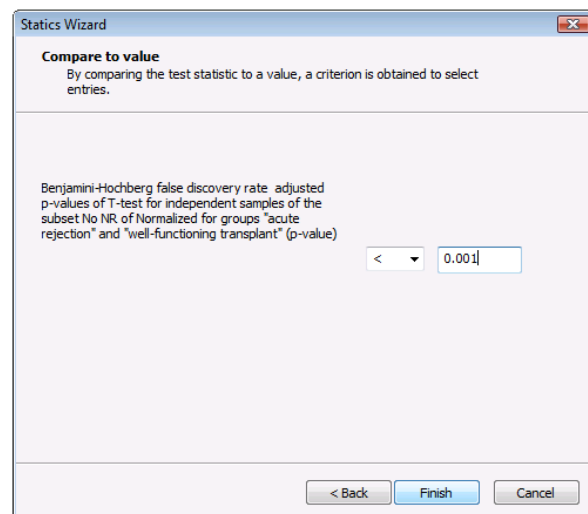 Statics Wizard
Compare to value
By comparing the test statistic to a value, a criterion is obtained to select
entries.
Benjamini-Hochberg false discovery rate  adjusted
p-values of T-test for independent samples of the
subset No NR of Normalized for groups "acute
rejection" and "well-functioning transplant" (p-value)
< 0.001
< Back Finish Cancel